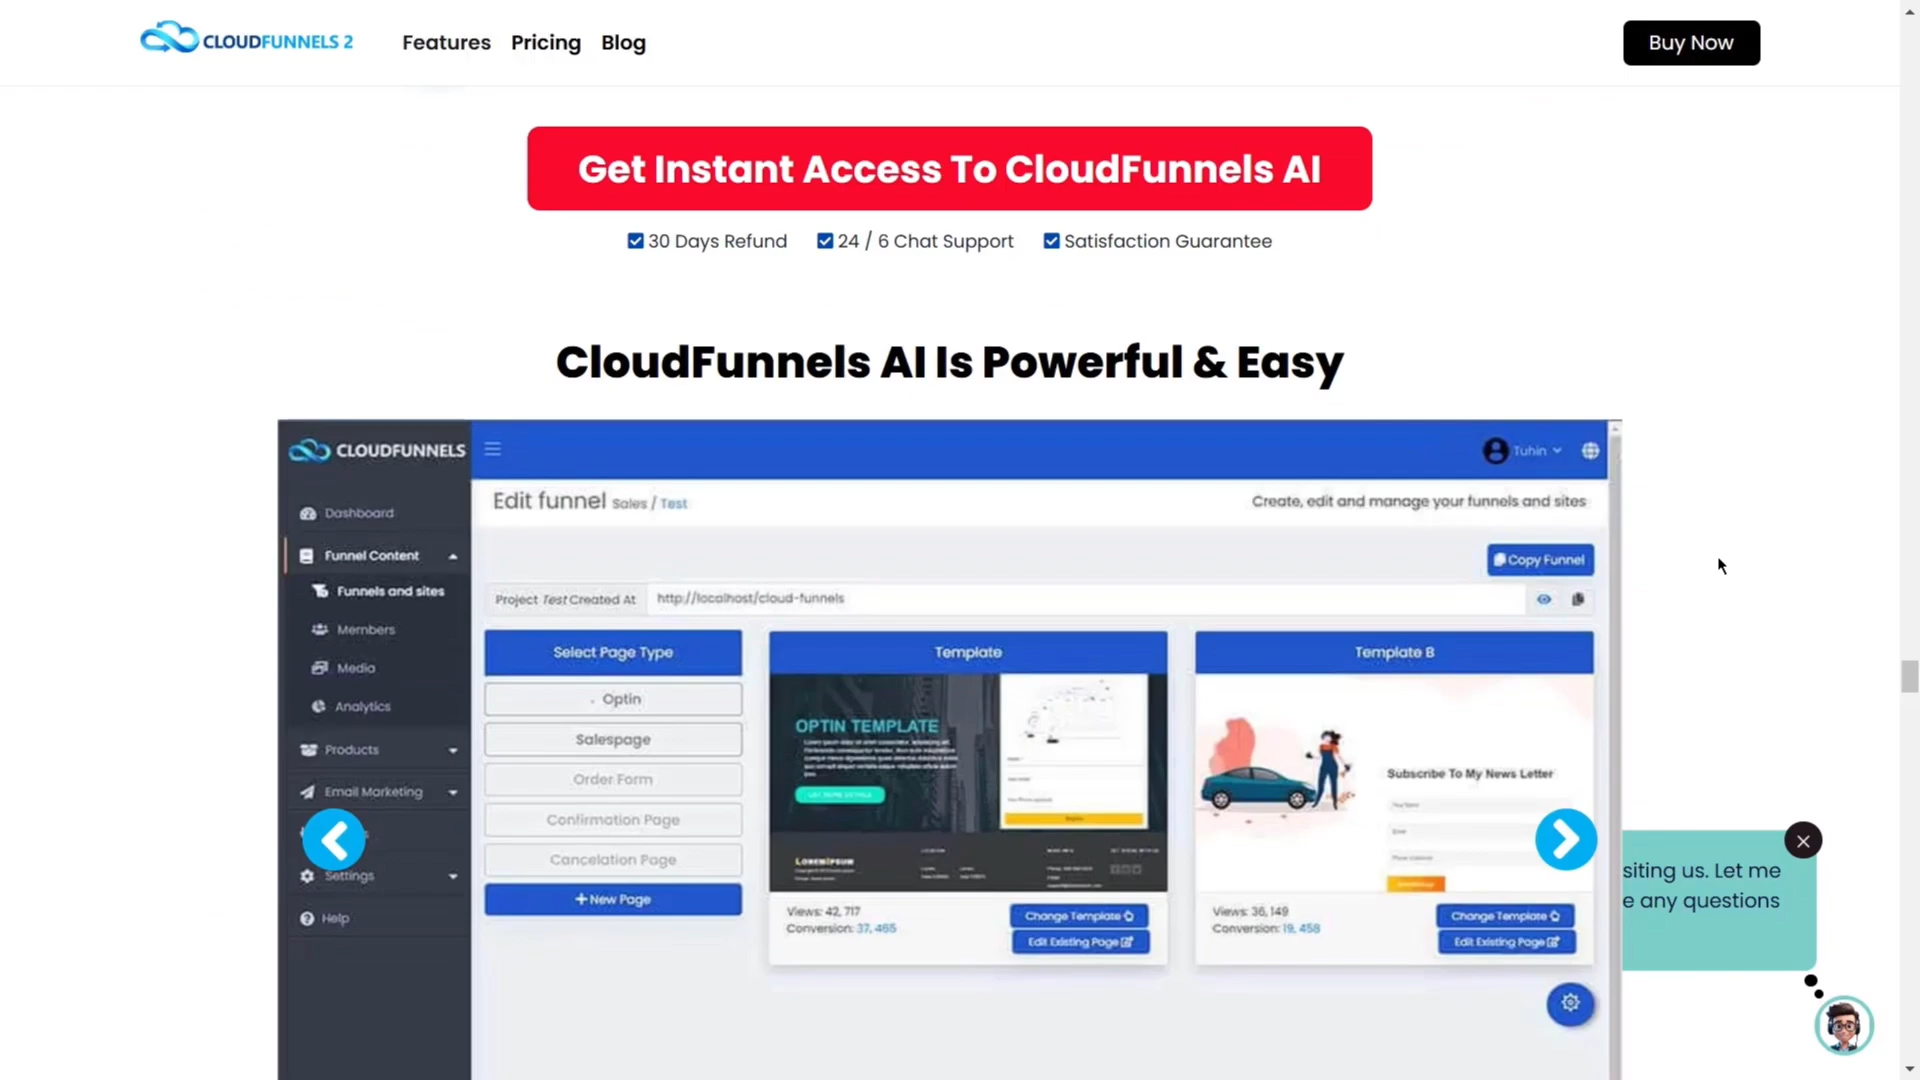 CLOUDFUNNELS 2
Features Pricing Blog
Buy Now
Get Instant Access To CloudFunnels AI
30 Days Refund 24 / 6 Chat Support Satisfaction Guarantee
CloudFunnels AI Is Powerful & Easy
CLOUDFUNNELS
Tuhin
Edit funnel Sales / Test
Create, edit and manage your funnels and sites
Dashboard
Funnel Content
Funnels and sites
Members
Media
Analytics
Products
Email Marketing
Settings
Help
Copy Funnel
Project Test Created At http://localhost/cloud-funnels
Select Page Type
Optin
Salespage
Order Form
Confirmation Page
Cancelation Page
+ New Page
Template
OPTIN TEMPLATE
LOREMIPSUM
Views: 42, 717
Conversion: 37, 465
Change Template
Edit Existing Page
Template B
Subscribe To My News Letter
Views: 36, 149
Conversion: 19, 458
Change Template
Edit Existing Page
siting us. Let me
e any questions